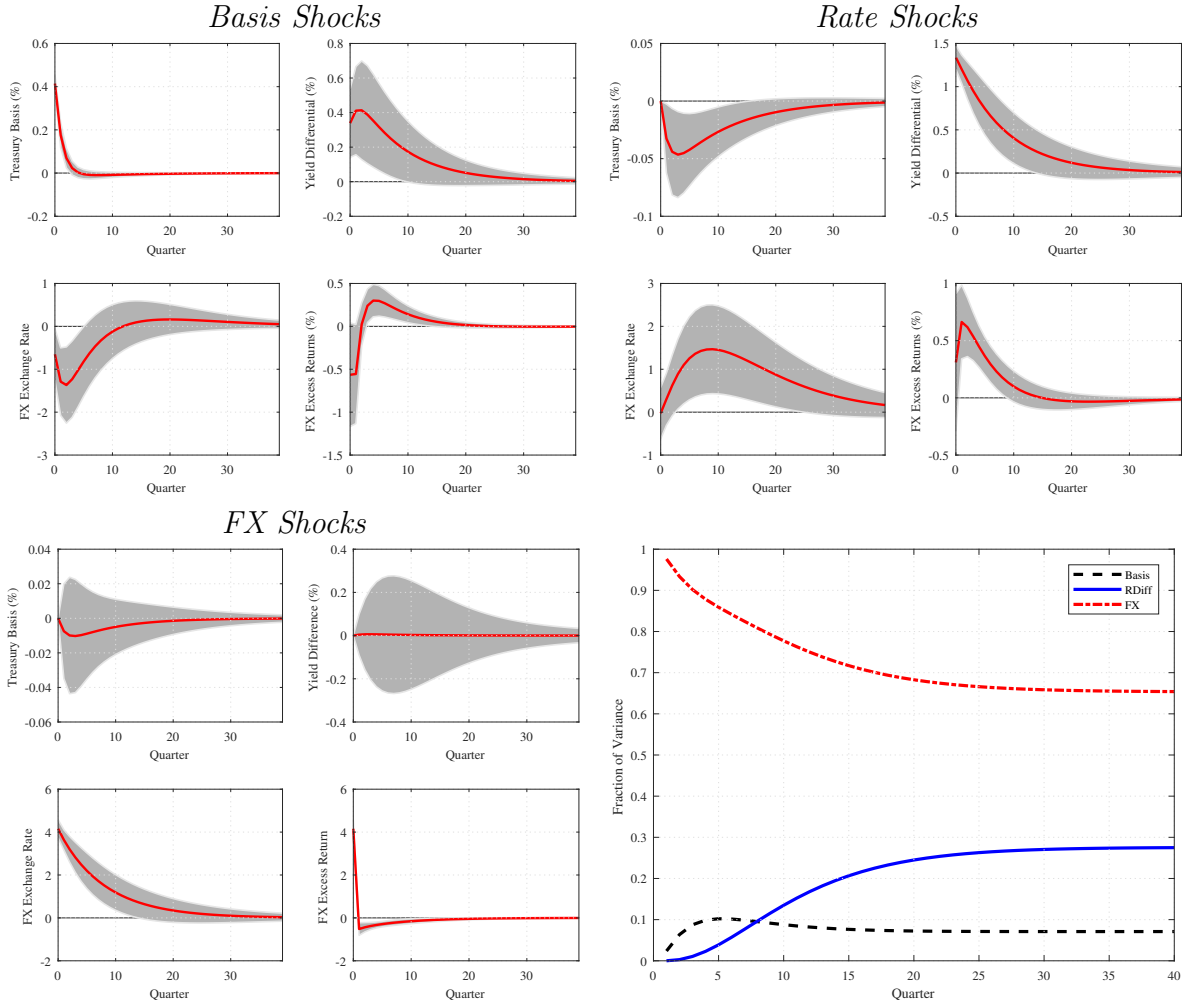 Basis Shocks
Rate Shocks
Treasury Basis (%)
0.6
0.4
0.2
0
-0.2
0 10 20 30
Quarter
Yield Differential (%)
0.8
0.6
0.4
0.2
0
-0.2
0 10 20 30
Quarter
Treasury Basis (%)
0.05
0
-0.05
-0.1
0 10 20 30
Quarter
Yield Differential (%)
1.5
1
0.5
0
-0.5
0 10 20 30
Quarter
FX Exchange Rate
1
0
-1
-2
-3
0 10 20 30
Quarter
FX Excess Returns (%)
0.5
0
-0.5
-1
-1.5
0 10 20 30
Quarter
FX Exchange Rate
3
2
1
0
-1
0 10 20 30
Quarter
FX Excess Returns (%)
1
0.5
0
-0.5
0 10 20 30
Quarter
FX Shocks
Treasury Basis (%)
0.04
0.02
0
-0.02
-0.04
-0.06
0 10 20 30
Quarter
Yield Difference (%)
0.4
0.2
0
-0.2
-0.4
0 10 20 30
Quarter
FX Exchange Rate
6
4
2
0
-2
0 10 20 30
Quarter
FX Excess Return
6
4
2
0
-2
0 10 20 30
Quarter
Fraction of Variance
1
0.9
0.8
0.7
0.6
0.5
0.4
0.3
0.2
0.1
0
0 5 10 15 20 25 30 35 40
Quarter
Basis
RDiff
FX